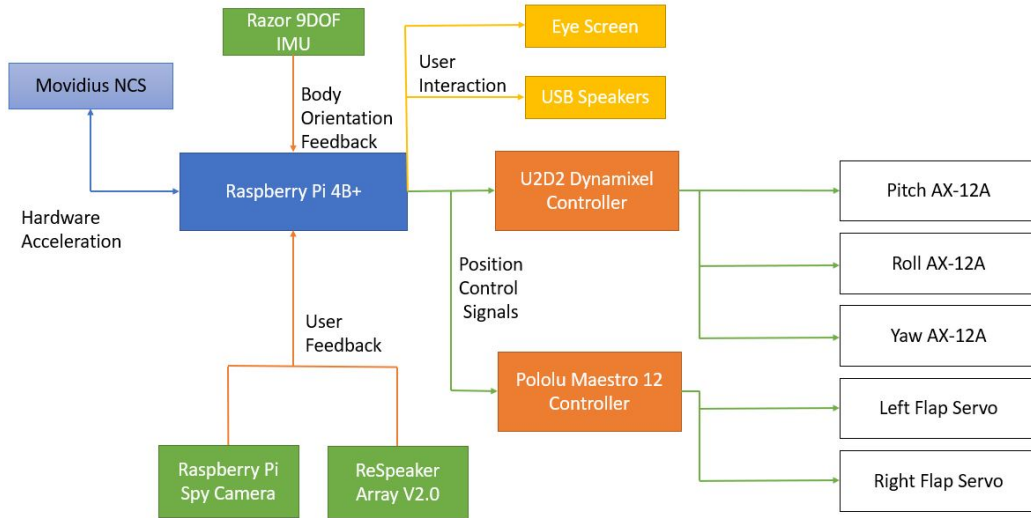 Razor 9DOF
IMU
Eye Screen
User
Interaction
Movidius NCS
USB Speakers
Body
Orientation
Feedback
Raspberry Pi 4B+
U2D2 Dynamixel
Controller
Pitch AX-12A
Hardware
Acceleration
Roll AX-12A
Position
Control
Signals
User
Feedback
Yaw AX-12A
Pololu Maestro 12
Controller
Left Flap Servo
Raspberry Pi
Spy Camera
ReSpeaker
Array V2.0
Right Flap Servo